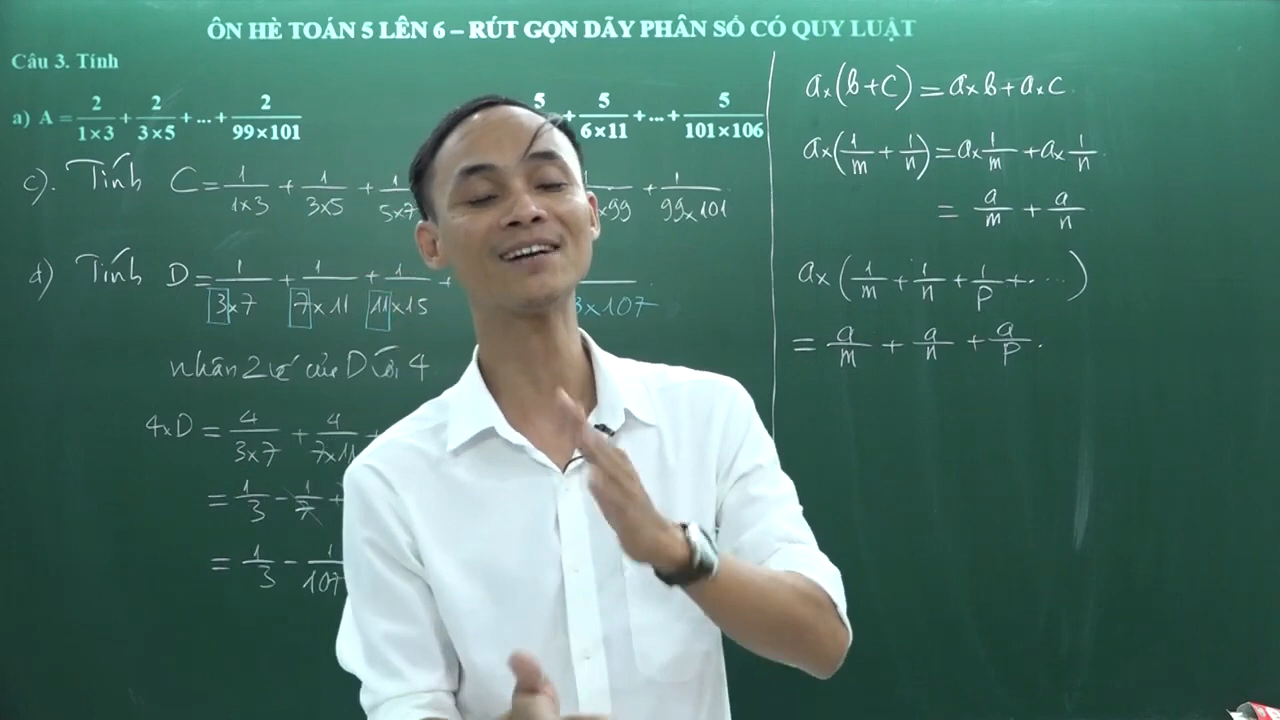 ÔN HÈ TOÁN 5 LÊN 6 – RÚT GỌN DÃY PHÂN SỐ CÓ QUY LUẬT
Câu 3. Tính
a) A = 2/(1×3) + 2/(3×5) + ... + 2/(99×101)
5 + 5/(6×11) + ... + 5/(101×106)
c). Tính C = 1/(1×3) + 1/(3×5) + 1/(5×7 ×99 + 1/(99×101)
d) Tính D = 1/(3×7) + 1/(7×11) + 1/(11×15) + ×107
nhân 2 vế của D với 4
4×D = 4/(3×7) + 4/(7×11) +
= 1/3 - 1/7 +
= 1/3 - 1/107
a×(b+c) = a×b + a×c
a×(1/m + 1/n) = a×1/m + a×1/n
= a/m + a/n
a×(1/m + 1/n + 1/p + ....)
= a/m + a/n + a/p .